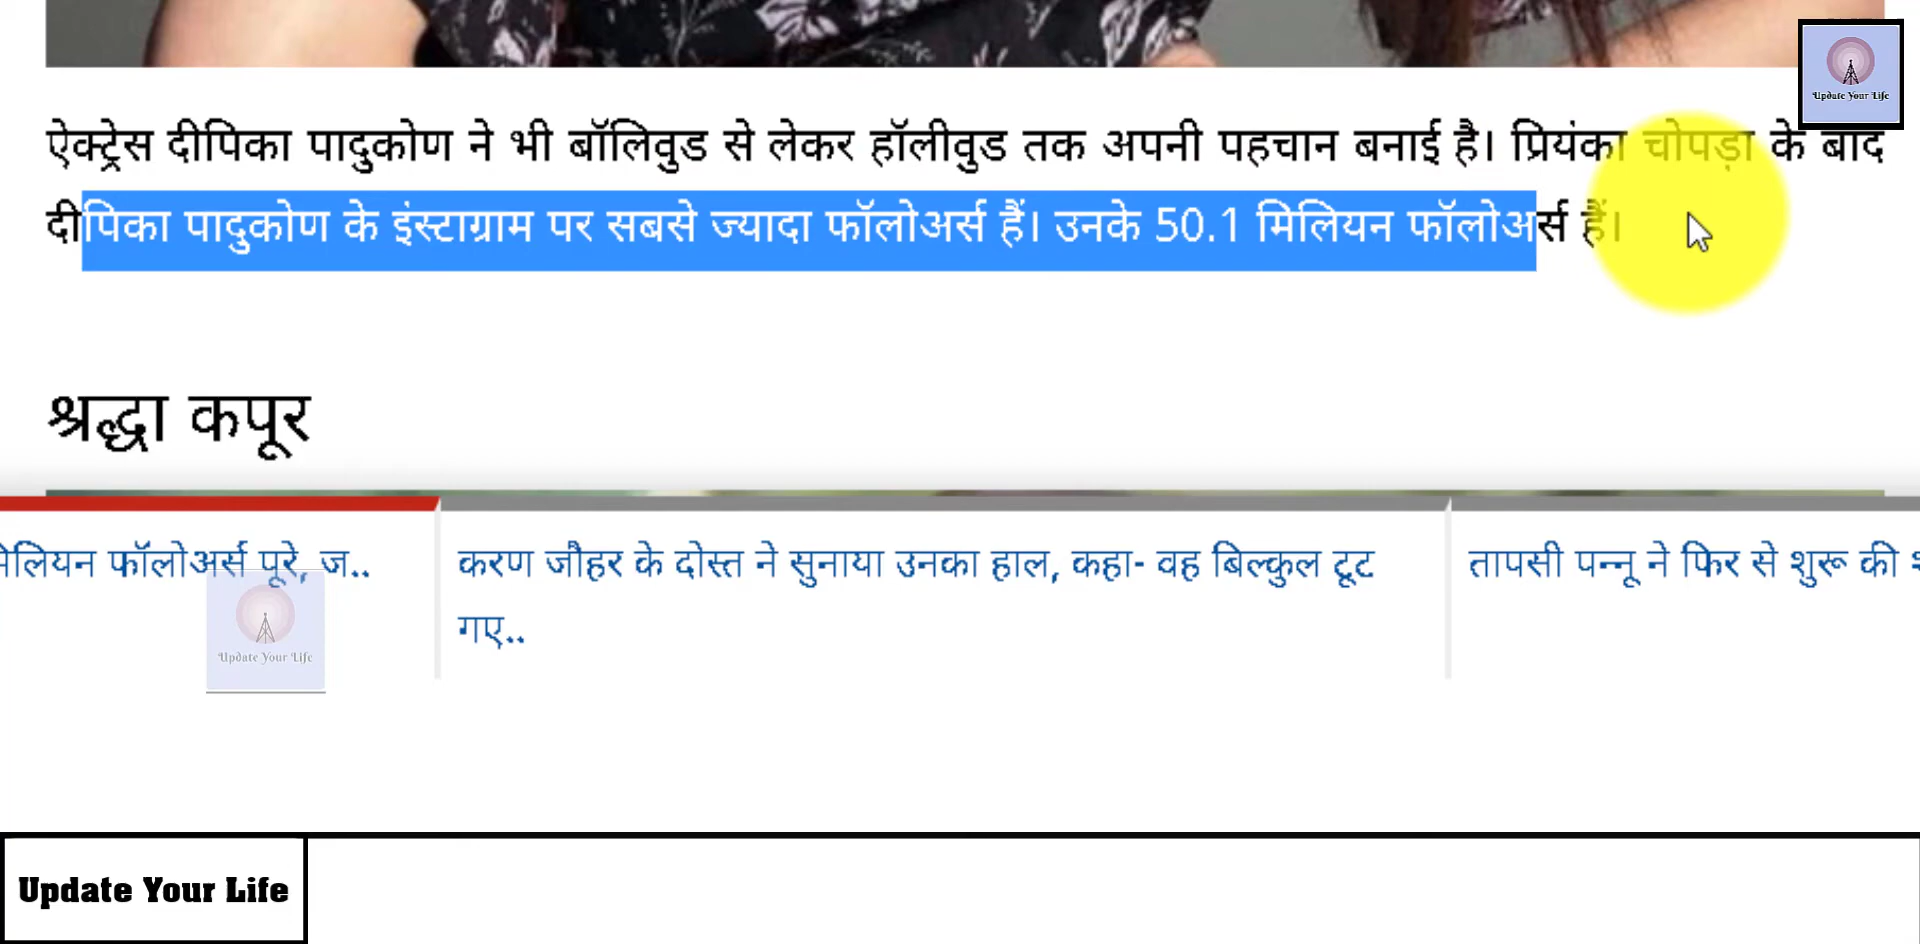 Update Your Life
ऐक्ट्रेस दीपिका पादुकोण ने भी बॉलिवुड से लेकर हॉलीवुड तक अपनी पहचान बनाई है। प्रियंका चोपड़ा के बाद
दीपिका पादुकोण के इंस्टाग्राम पर सबसे ज्यादा फॉलोअर्स हैं। उनके 50.1 मिलियन फॉलोअर्स हैं।
श्रद्धा कपूर
मिलियन फॉलोअर्स पूरे, ज..
करण जौहर के दोस्त ने सुनाया उनका हाल, कहा- वह बिल्कुल टूट
गए..
तापसी पन्नू ने फिर से शुरू की
Update Your Life
Update Your Life